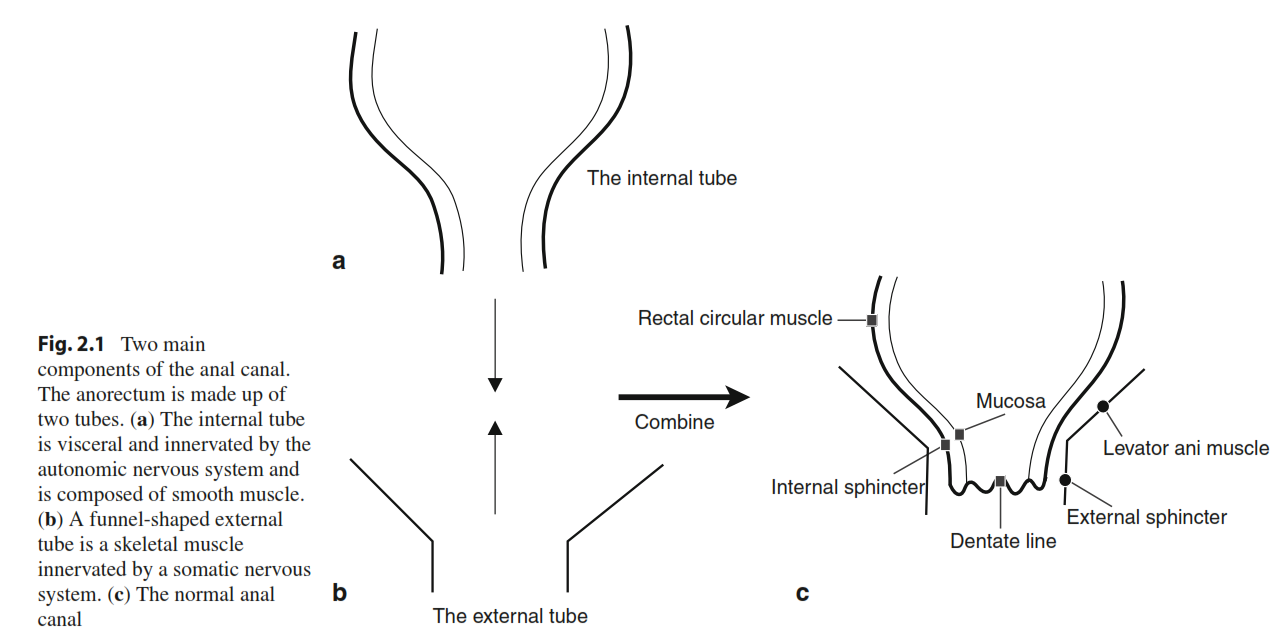 The internal tube
a
Rectal circular muscle
Fig. 2.1 Two main
components of the anal canal.
The anorectum is made up of
two tubes. (a) The internal tube
is visceral and innervated by the
autonomic nervous system and
is composed of smooth muscle.
(b) A funnel-shaped external
tube is a skeletal muscle
innervated by a somatic nervous
system. (c) The normal anal
canal
Combine
Mucosa
Levator ani muscle
Internal sphincter
External sphincter
Dentate line
b
c
The external tube